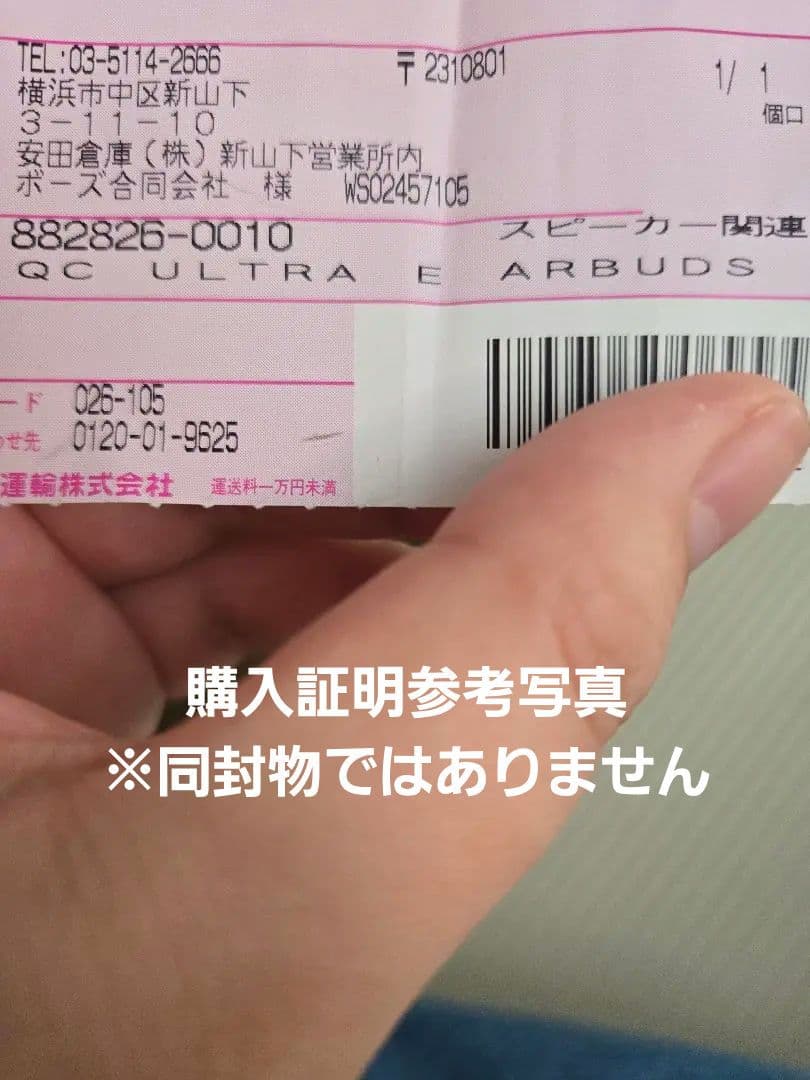 TEL:03-5114-2666 〒2310801 1/ 1
横浜市中区新山下 個口
3-11-10
安田倉庫(株)新山下営業所内
ボーズ合同会社 様 WS02457105
882826-0010 スピーカー関連
QC ULTRA E ARBUDS
ード 026-105
わせ先 0120-01-9625
運輸株式会社 運送料一万円未満
購入証明参考写真
※同封物ではありません